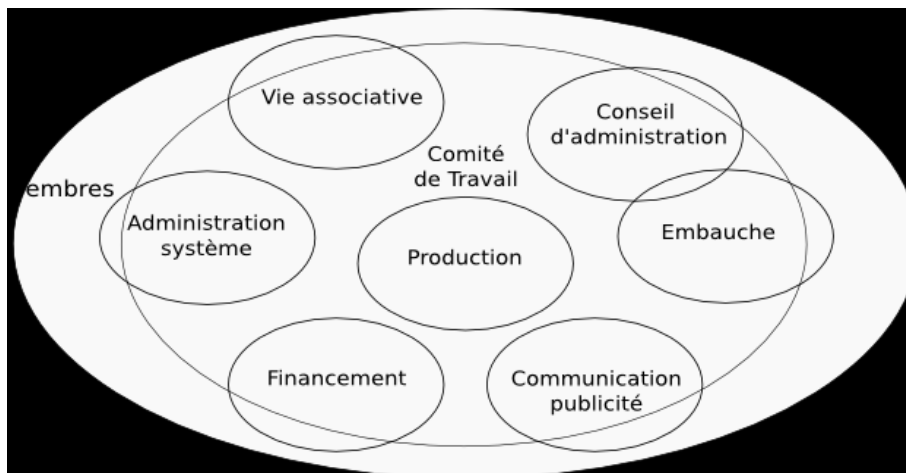 Vie associative
Conseil
d'administration
Comité
de Travail
embres
Administration
système
Embauche
Production
Financement
Communication
publicité